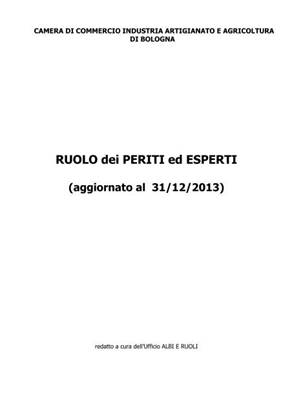 CAMERA DI COMMERCIO INDUSTRIA ARTIGIANATO E AGRICOLTURA
DI BOLOGNA
RUOLO dei PERITI ed ESPERTI
(aggiornato al 31/12/2013)
redatto a cura dell'Ufficio ALBI E RUOLI